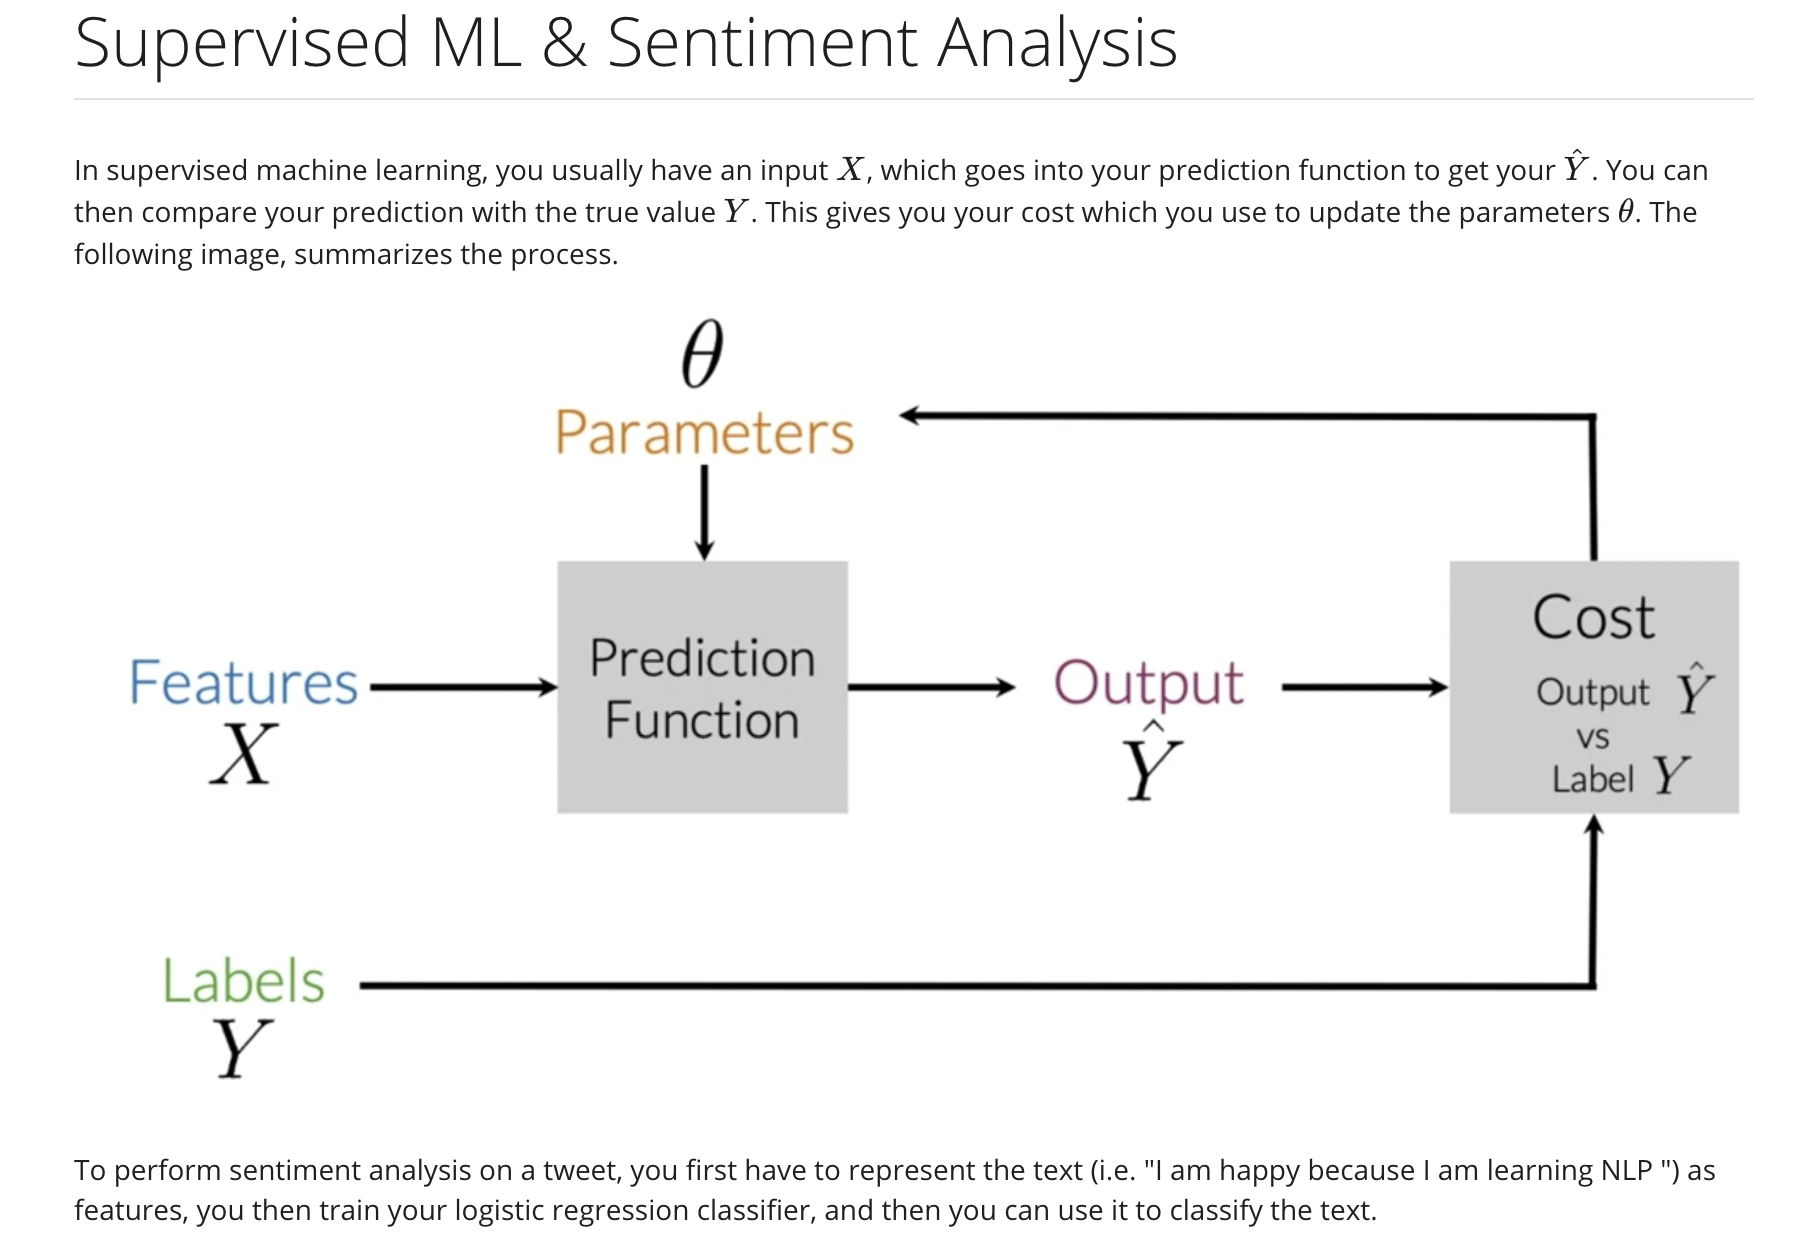 Supervised ML & Sentiment Analysis
In supervised machine learning, you usually have an input X, which goes into your prediction function to get your Ŷ. You can
then compare your prediction with the true value Y. This gives you your cost which you use to update the parameters θ. The
following image, summarizes the process.
θ
Parameters
Features
X
Prediction
Function
Output
Ŷ
Cost
Output Ŷ
vs
Label Y
Labels
Y
To perform sentiment analysis on a tweet, you first have to represent the text (i.e. "I am happy because I am learning NLP ") as
features, you then train your logistic regression classifier, and then you can use it to classify the text.